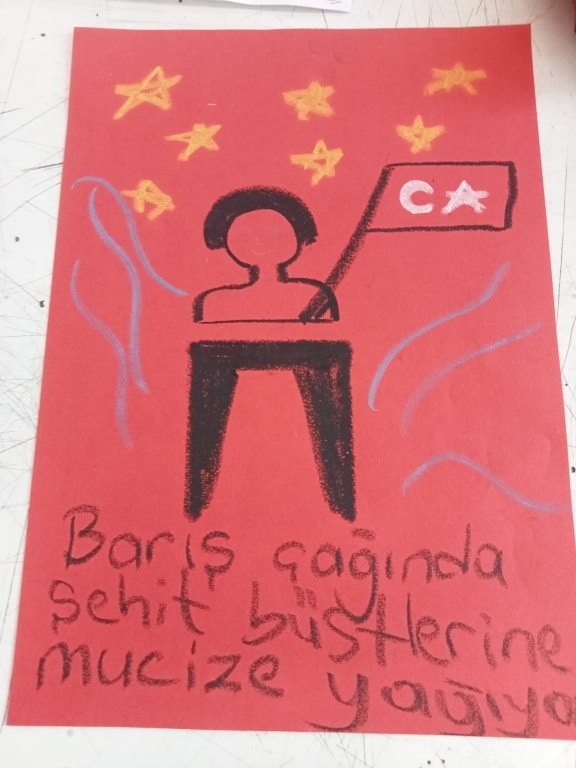 Barış çağında
şehit büstlerine
mucize yağıyo